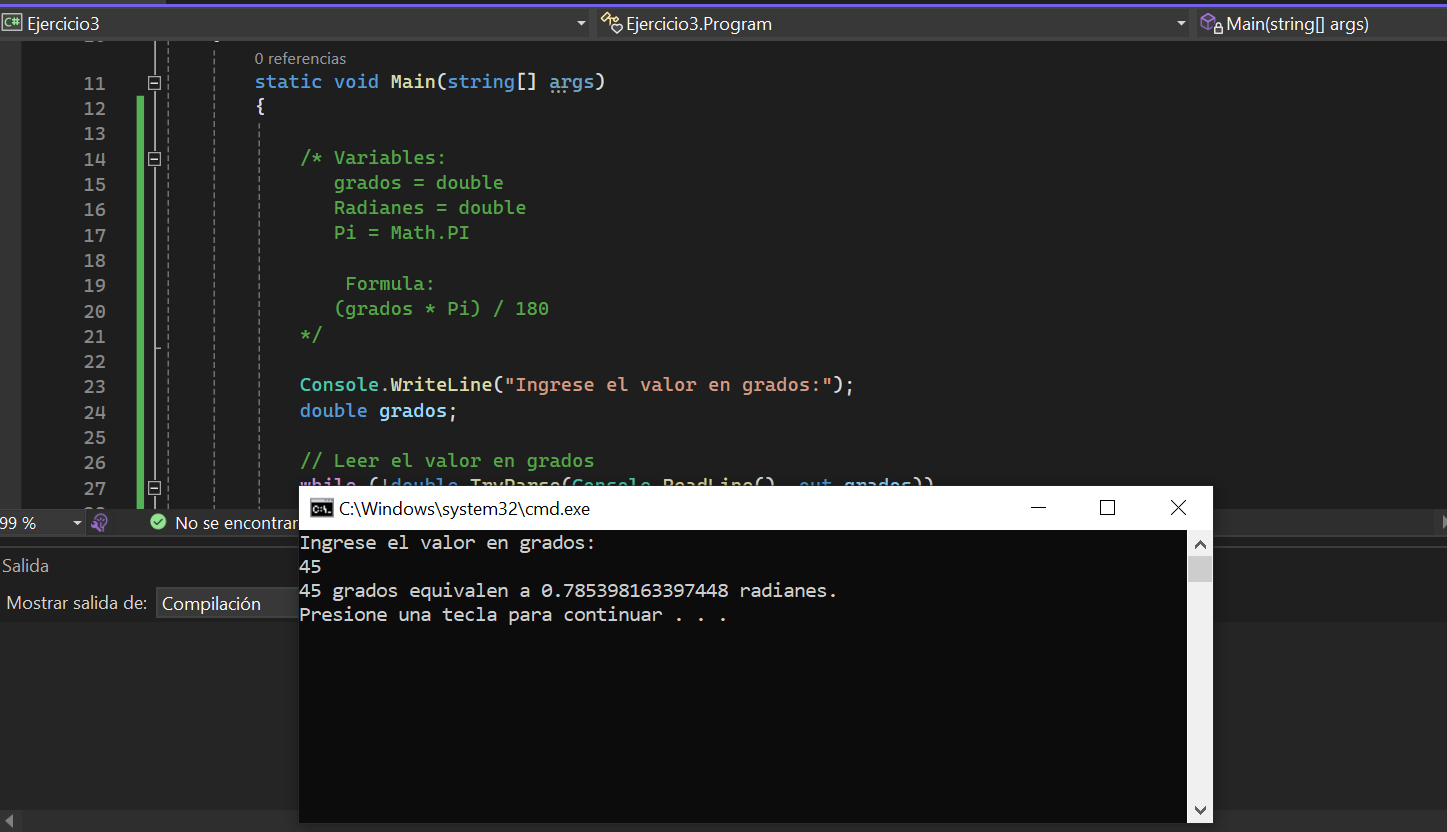 C# Ejercicio3 Ejercicio3.Program Main(string[] args)
0 referencias
11 static void Main(string[] args)
12 {
13
14 /* Variables:
15 grados = double
16 Radianes = double
17 Pi = Math.PI
18
19 Formula:
20 (grados * Pi) / 180
21 */
22
23 Console.WriteLine("Ingrese el valor en grados:");
24 double grados;
25
26 // Leer el valor en grados
27 while (!double.TryParse(Console.ReadLine(), out grados))
99 % No se encontrar
Salida
Mostrar salida de: Compilación
C:\Windows\system32\cmd.exe
Ingrese el valor en grados:
45
45 grados equivalen a 0.785398163397448 radianes.
Presione una tecla para continuar . . .